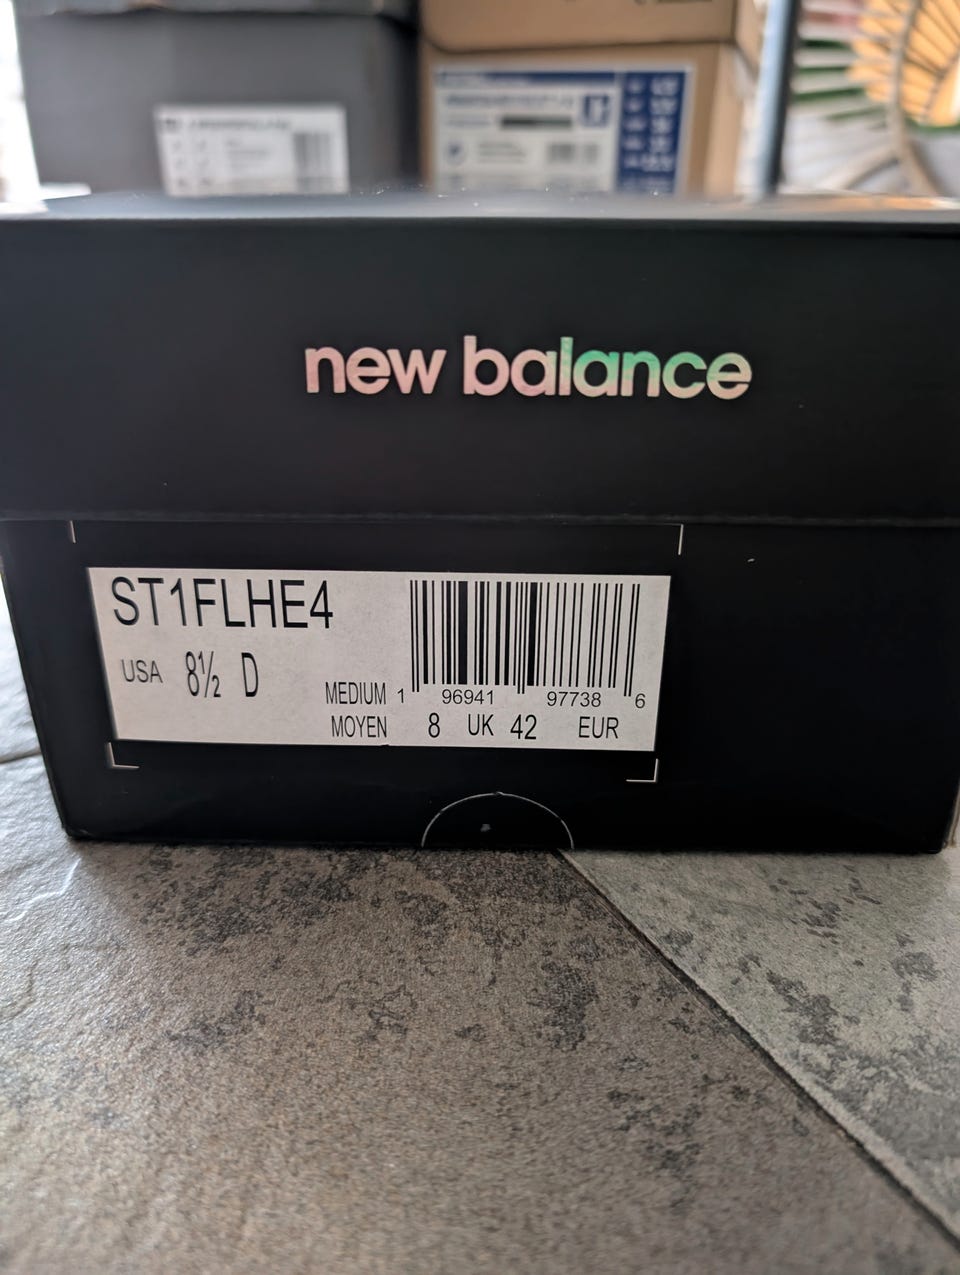 new balance
ST1FLHE4
USA 8½ D
MEDIUM 1 96941 97738 6
MOYEN 8 UK 42 EUR